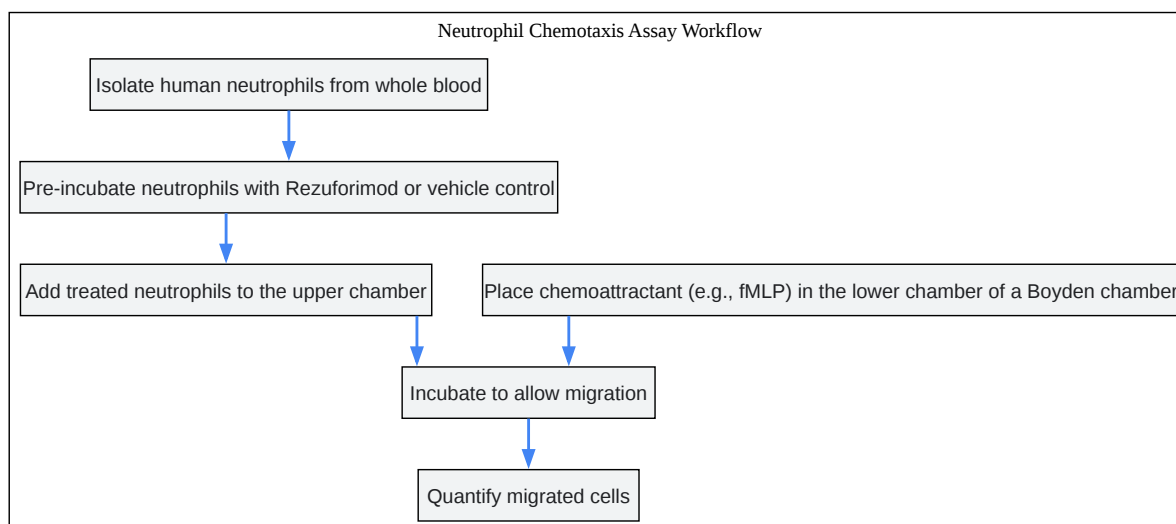 Neutrophil Chemotaxis Assay Workflow
Isolate human neutrophils from whole blood
Pre-incubate neutrophils with Rezuforimod or vehicle control
Add treated neutrophils to the upper chamber
Place chemoattractant (e.g., fMLP) in the lower chamber of a Boyden chamber
Incubate to allow migration
Quantify migrated cells